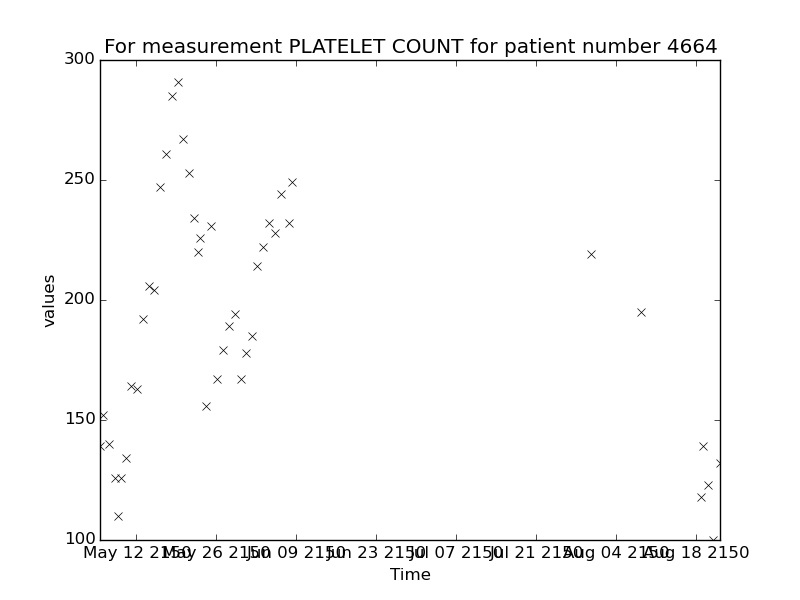 For measurement PLATELET COUNT for patient number 4664
300
250
200
150
100
values
May 12 2150 May 26 2150 Jun 09 2150 Jun 23 2150 Jul 07 2150 Jul 21 2150 Aug 04 2150 Aug 18 2150
Time